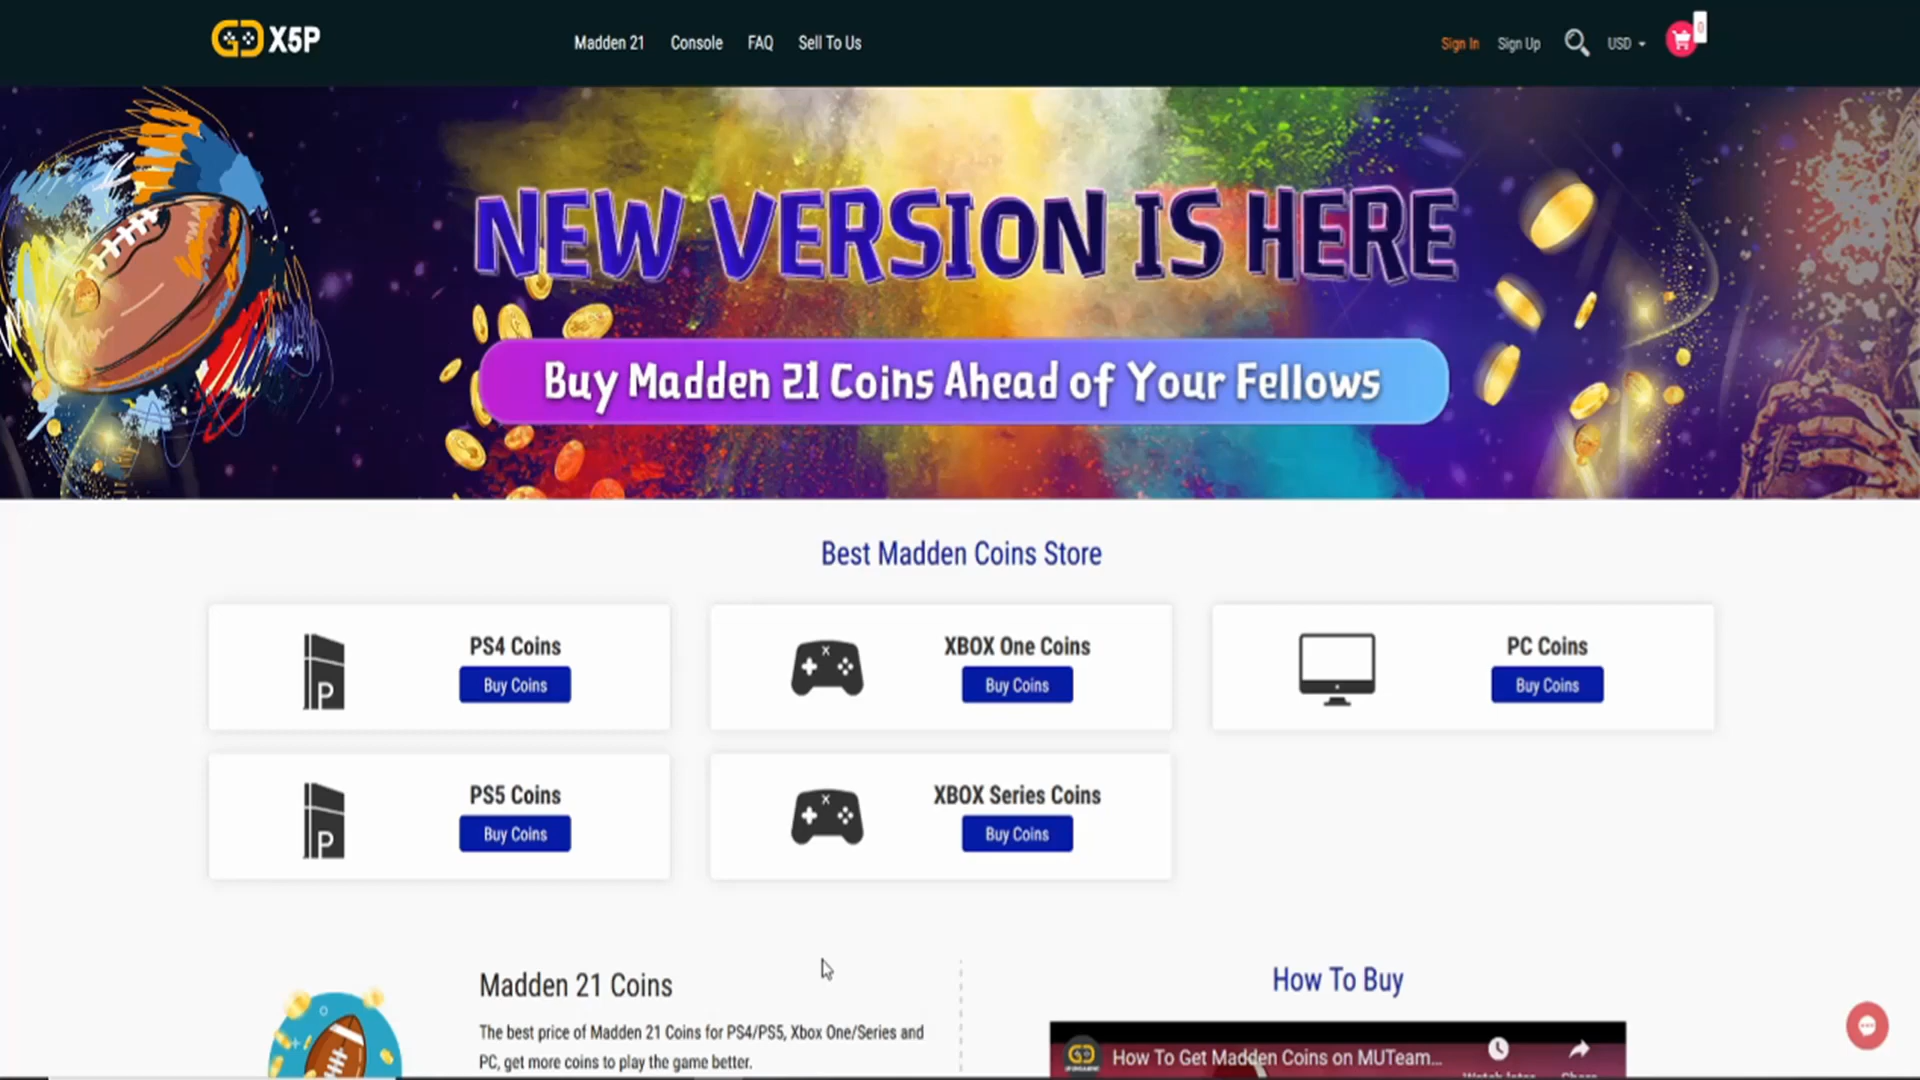 X5P
Madden 21 Console FAQ Sell To Us
Sign In Sign Up USD 0
NEW VERSION IS HERE
Buy Madden 21 Coins Ahead of Your Fellows
Best Madden Coins Store
PS4 Coins
Buy Coins
XBOX One Coins
Buy Coins
PC Coins
Buy Coins
P
X
PS5 Coins
Buy Coins
XBOX Series Coins
Buy Coins
P
X
Madden 21 Coins
The best price of Madden 21 Coins for PS4/PS5, Xbox One/Series and
PC, get more coins to play the game better.
How To Buy
How To Get Madden Coins on MUTeam...
Watch later Share